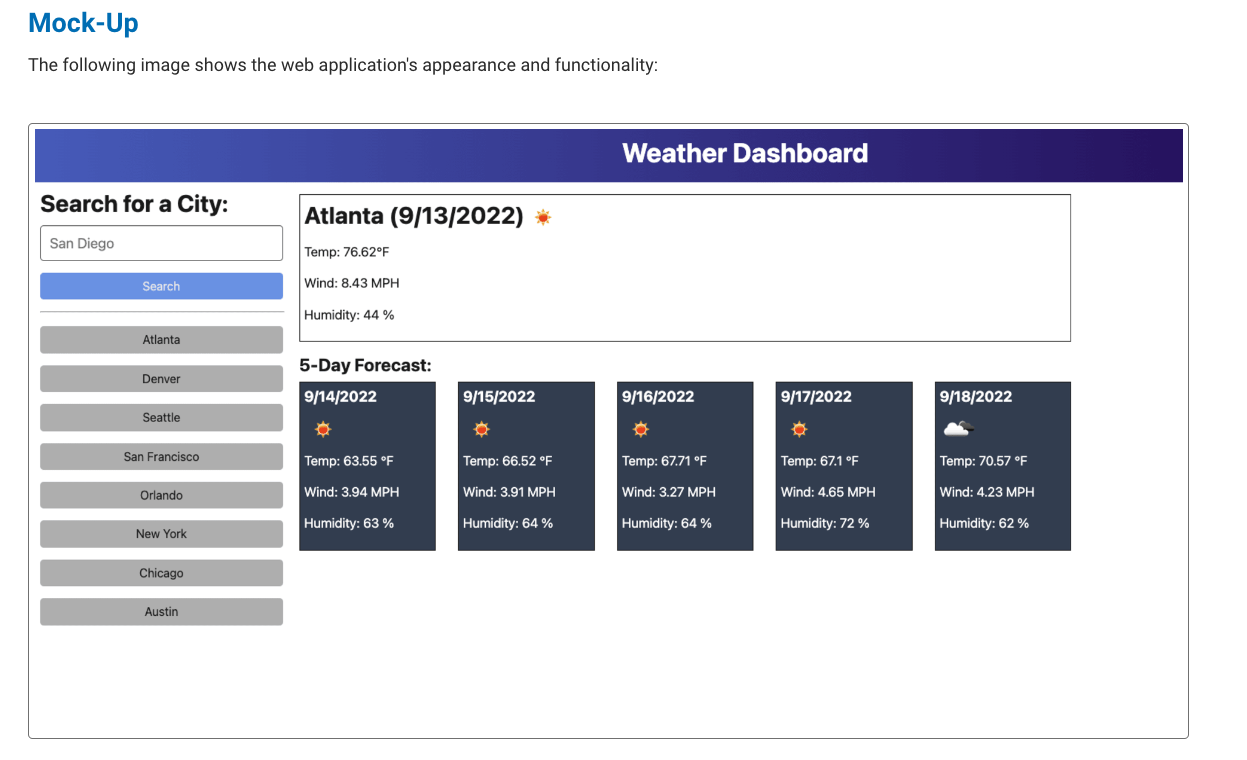 Mock-Up
The following image shows the web application's appearance and functionality:
Weather Dashboard
Search for a City:
San Diego
Search
Atlanta
Denver
Seattle
San Francisco
Orlando
New York
Chicago
Austin
Atlanta (9/13/2022)
Temp: 76.62°F
Wind: 8.43 MPH
Humidity: 44 %
5-Day Forecast:
9/14/2022
Temp: 63.55 °F
Wind: 3.94 MPH
Humidity: 63 %
9/15/2022
Temp: 66.52 °F
Wind: 3.91 MPH
Humidity: 64 %
9/16/2022
Temp: 67.71 °F
Wind: 3.27 MPH
Humidity: 64 %
9/17/2022
Temp: 67.1 °F
Wind: 4.65 MPH
Humidity: 72 %
9/18/2022
Temp: 70.57 °F
Wind: 4.23 MPH
Humidity: 62 %